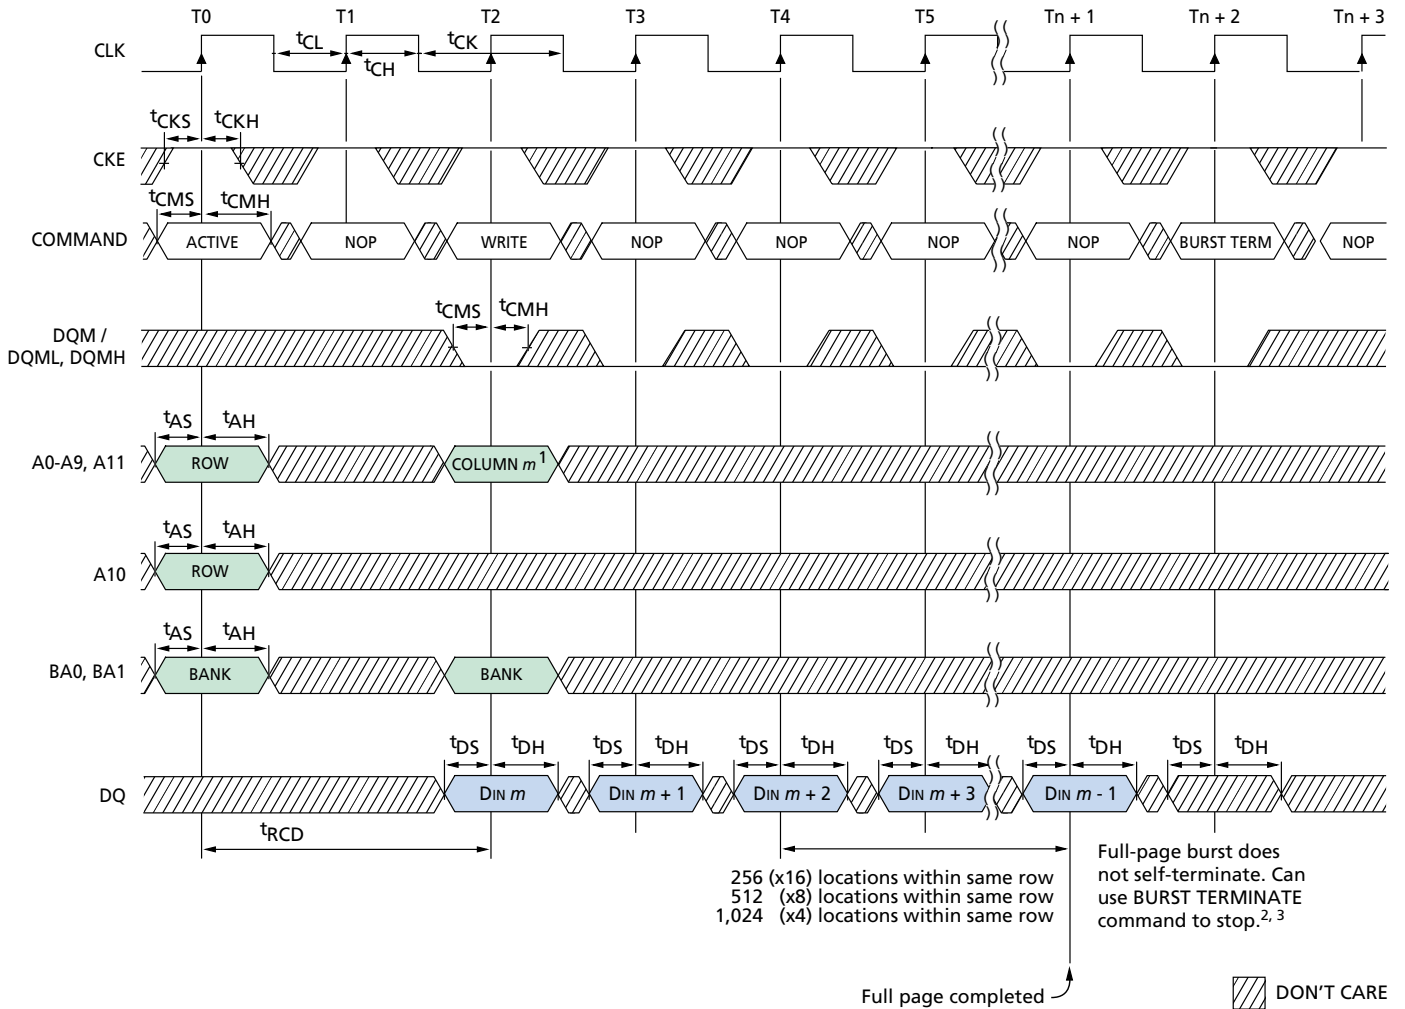 T0 T1 T2 T3 T4 T5 Tn + 1 Tn + 2 Tn + 3
CLK
tCL tCK
tCH
tCKS tCKH
CKE
tCMS tCMH
COMMAND ACTIVE NOP WRITE NOP NOP NOP NOP BURST TERM NOP
tCMS tCMH
DQM /
DQML, DQMH
tAS tAH
A0-A9, A11 ROW COLUMN m1
tAS tAH
A10 ROW
tAS tAH
BA0, BA1 BANK BANK
tDS tDH tDS tDH tDS tDH tDS tDH tDS tDH tDS tDH
DQ DIN m DIN m + 1 DIN m + 2 DIN m + 3 DIN m - 1
tRCD
256 (x16) locations within same row
512 (x8) locations within same row
1,024 (x4) locations within same row
Full-page burst does
not self-terminate. Can
use BURST TERMINATE
command to stop.2, 3
Full page completed
DON'T CARE